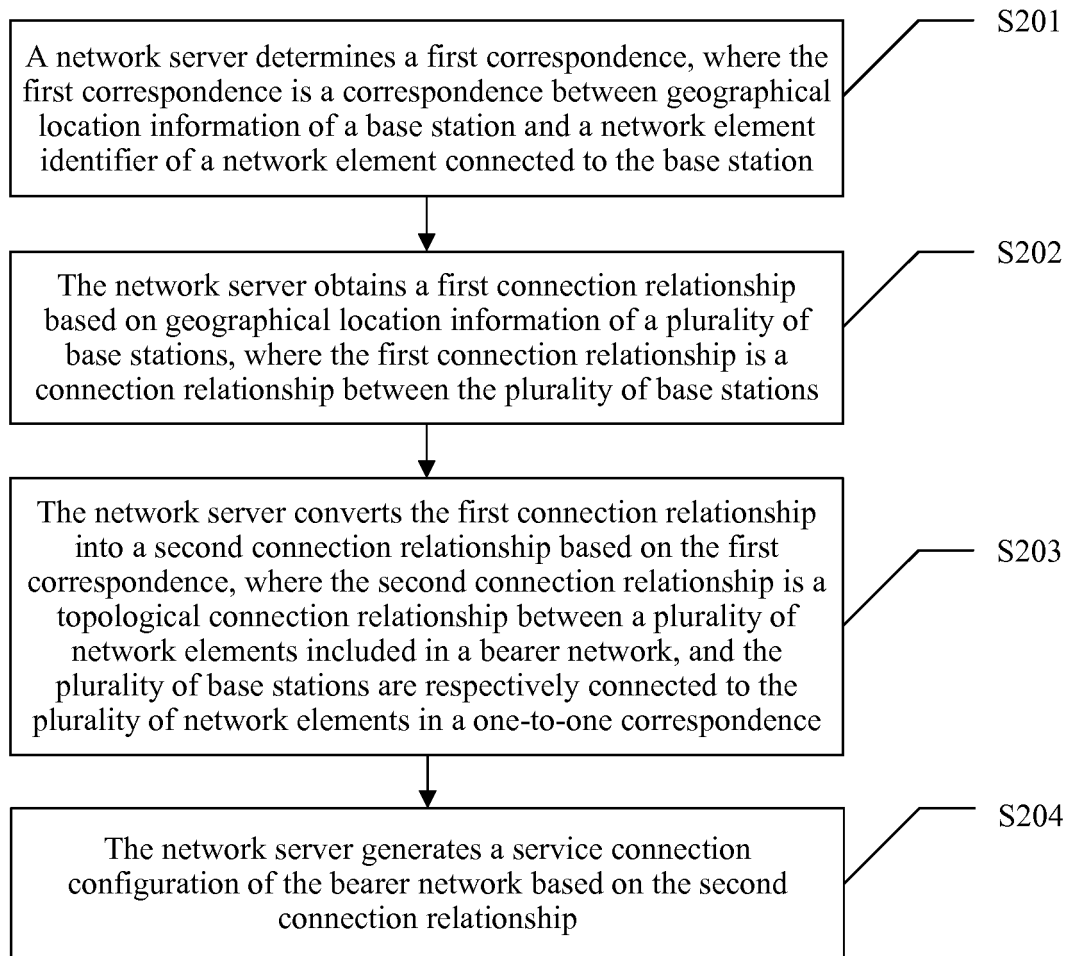 S201
A network server determines a first correspondence, where the
first correspondence is a correspondence between geographical
location information of a base station and a network element
identifier of a network element connected to the base station
S202
The network server obtains a first connection relationship
based on geographical location information of a plurality of
base stations, where the first connection relationship is a
connection relationship between the plurality of base stations
The network server converts the first connection relationship
into a second connection relationship based on the first
S203
correspondence, where the second connection relationship is a
topological connection relationship between a plurality of
network elements included in a bearer network, and the
plurality of base stations are respectively connected to the
plurality of network elements in a one-to-one correspondence
S204
The network server generates a service connection
configuration of the bearer network based on the second
connection relationship